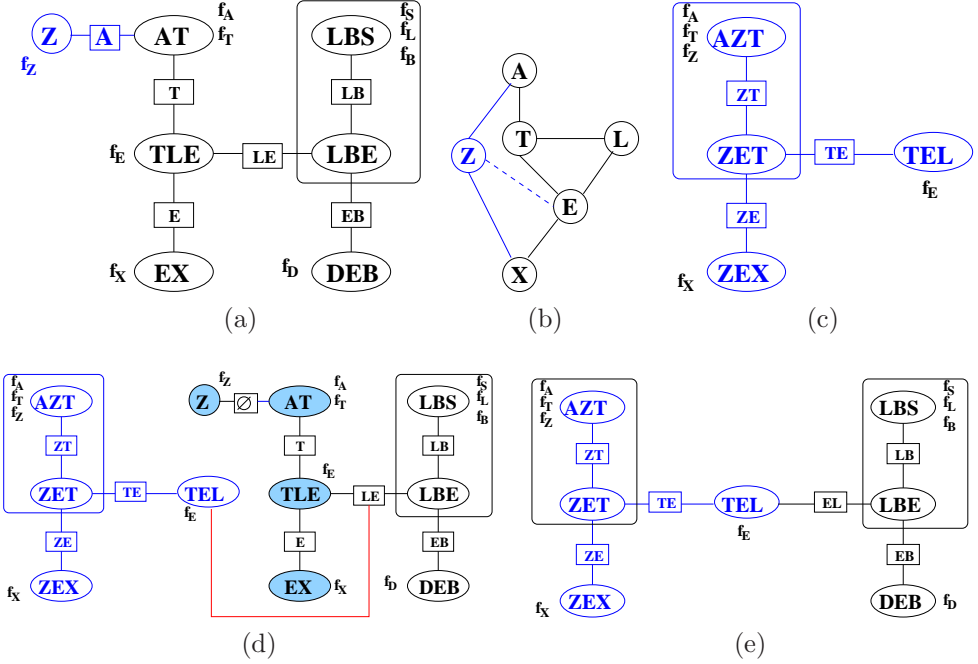 f_A
f_S
Z A AT f_T LBS f_L
f_Z f_B
T LB
f_E TLE LE LBE
E EB
f_X EX f_D DEB
(a)
A
T L
Z
E
X
(b)
f_A
f_T AZT
f_Z
ZT
ZET TE TEL
f_E
ZE
f_X ZEX
(c)
f_A
f_T AZT
f_Z
ZT
ZET TE TEL
f_E
ZE
f_X ZEX
f_Z f_A
Z ∅ AT f_T
T
f_E
TLE LE LBE
E EB
EX f_X f_D DEB
f_S
LBS f_L
f_B
LB
(d)
f_A
f_T AZT
f_Z
ZT
ZET TE TEL EL LBE
f_E
ZE EB
f_X ZEX DEB f_D
f_S
LBS f_L
f_B
LB
(e)